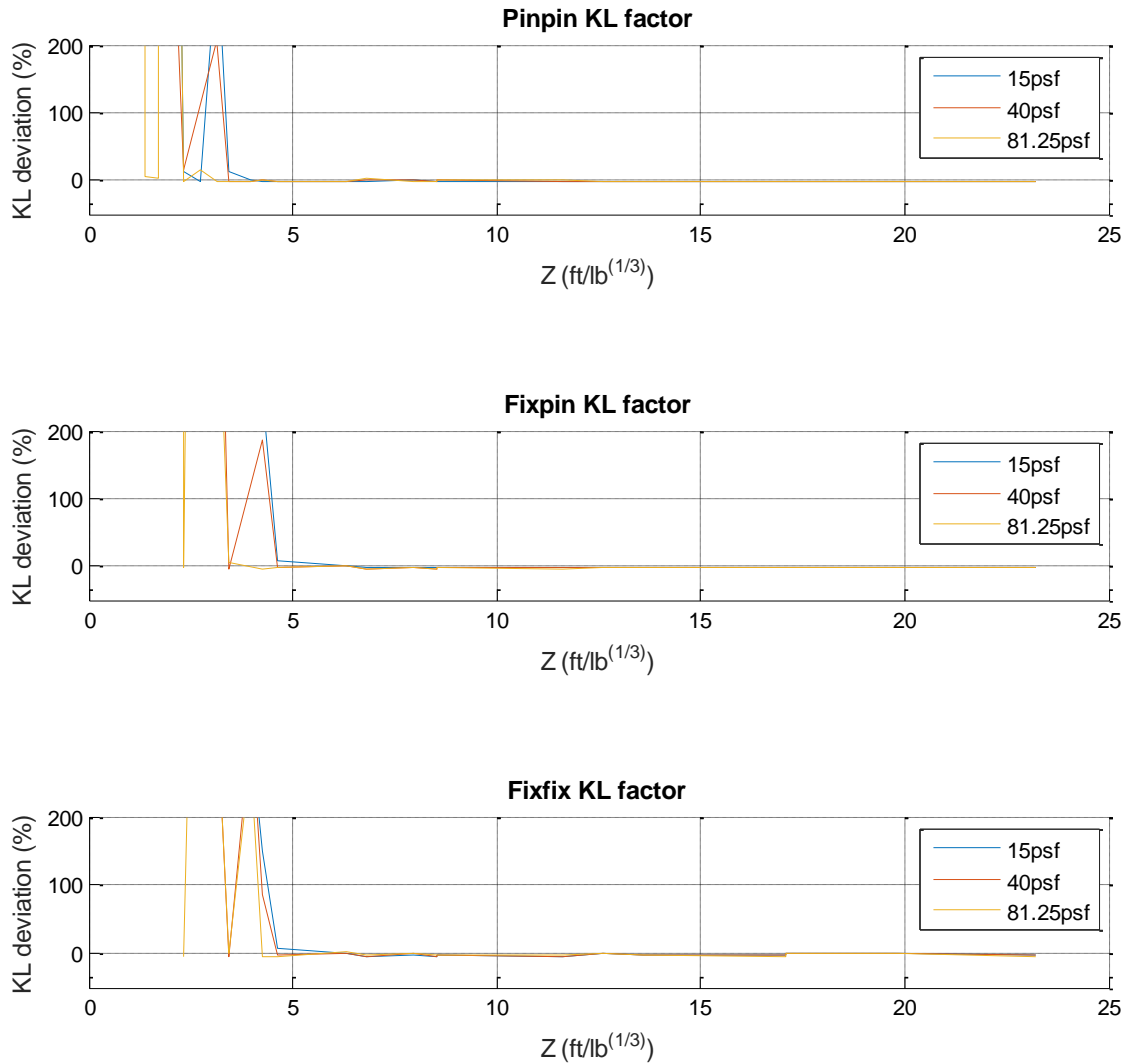 Pinpin KL factor
KL deviation (%)
200
100
0
15psf
40psf
81.25psf
0 5 10 15 20 25
Z (ft/lb^(1/3))
Fixpin KL factor
KL deviation (%)
200
100
0
15psf
40psf
81.25psf
0 5 10 15 20 25
Z (ft/lb^(1/3))
Fixfix KL factor
KL deviation (%)
200
100
0
15psf
40psf
81.25psf
0 5 10 15 20 25
Z (ft/lb^(1/3))